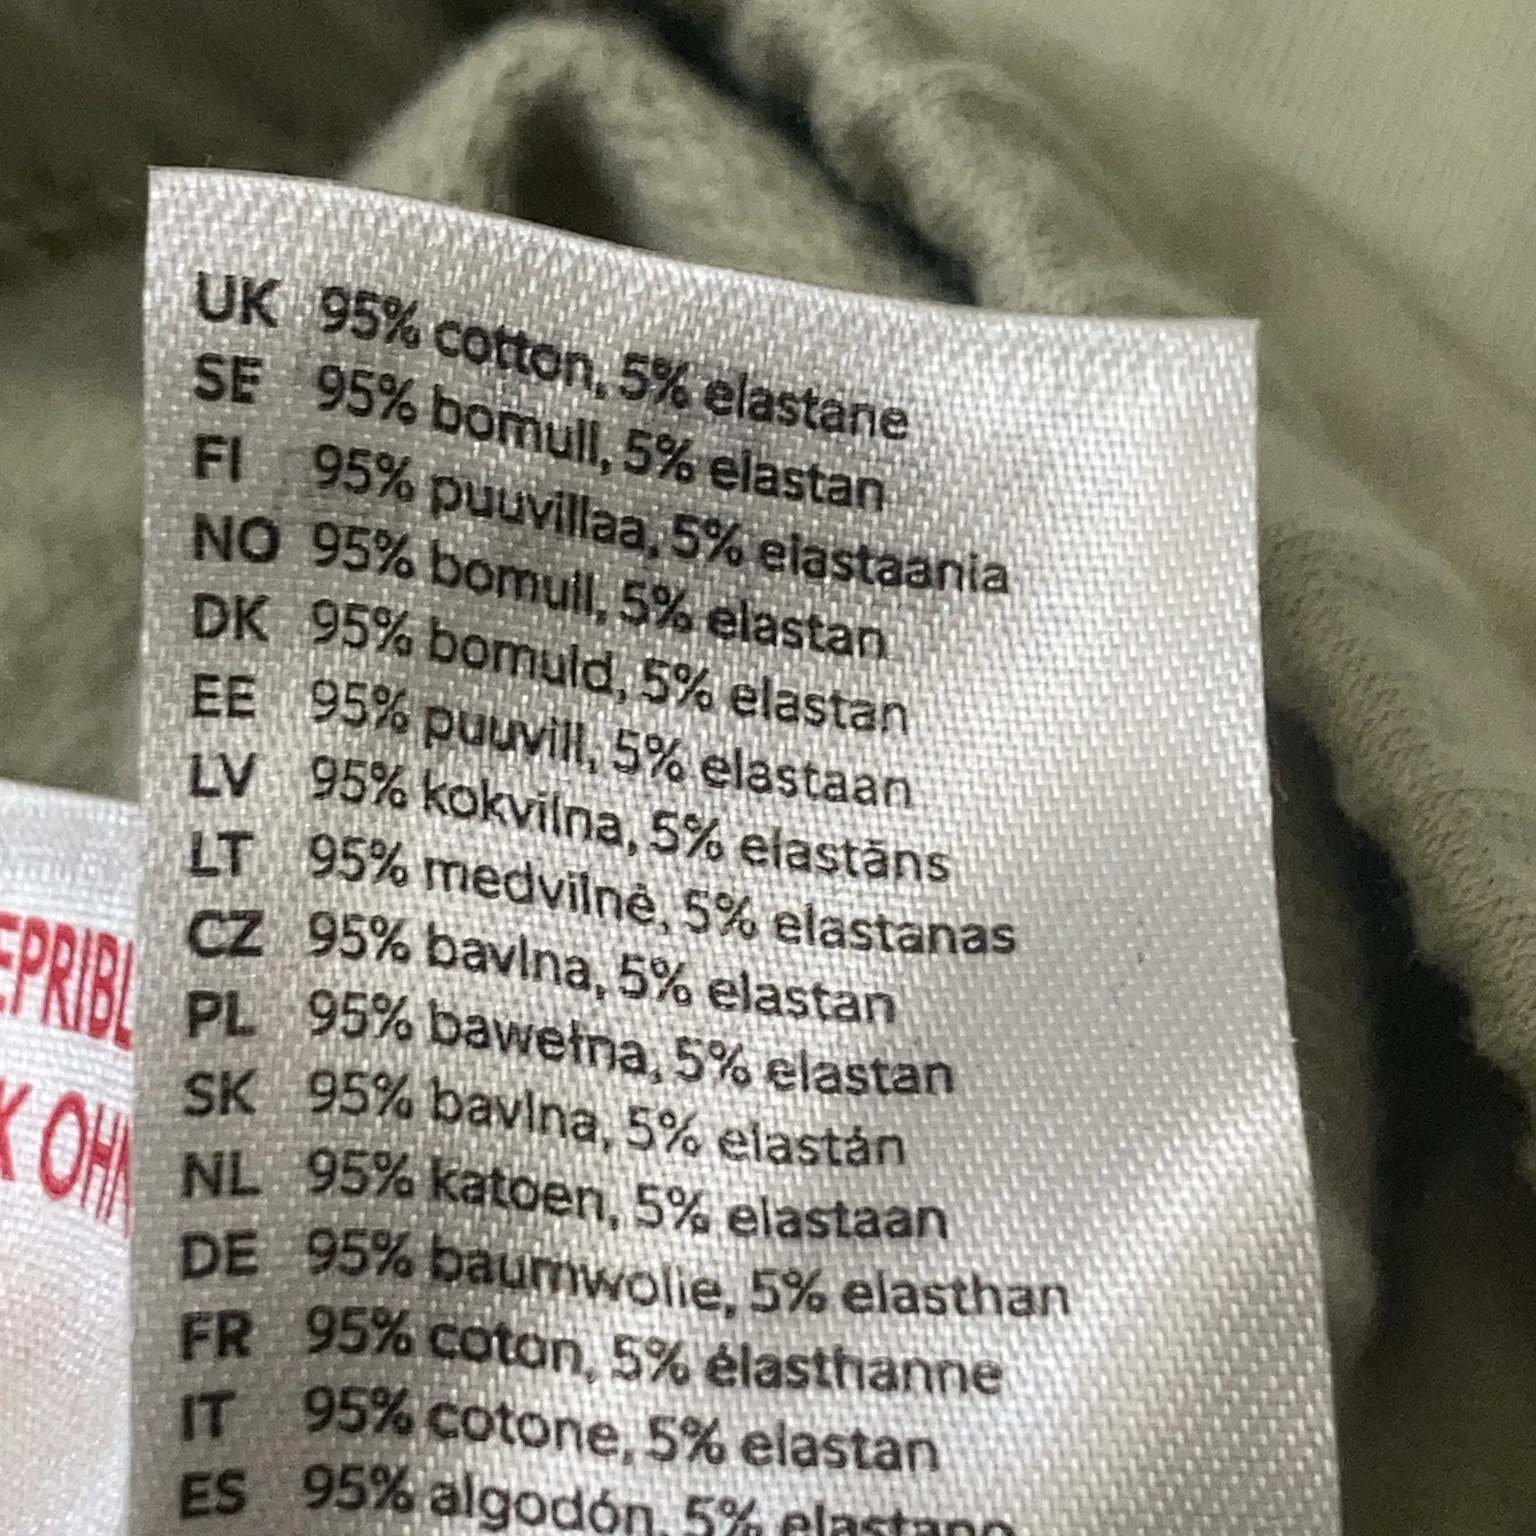 UK 95% cotton, 5% elastane
SE 95% bomull, 5% elastan
FI 95% puuvillaa, 5% elastaania
NO 95% bomull, 5% elastan
DK 95% bomuld, 5% elastan
EE 95% puuvill, 5% elastaan
LV 95% kokvilna, 5% elastāns
LT 95% medvilnė, 5% elastanas
CZ 95% bavlna, 5% elastan
PL 95% bawełna, 5% elastan
SK 95% bavlna, 5% elastán
NL 95% katoen, 5% elastaan
DE 95% baumwolle, 5% elasthan
FR 95% coton, 5% élasthanne
IT 95% cotone, 5% elastan
ES 95% algodón, 5% elastano